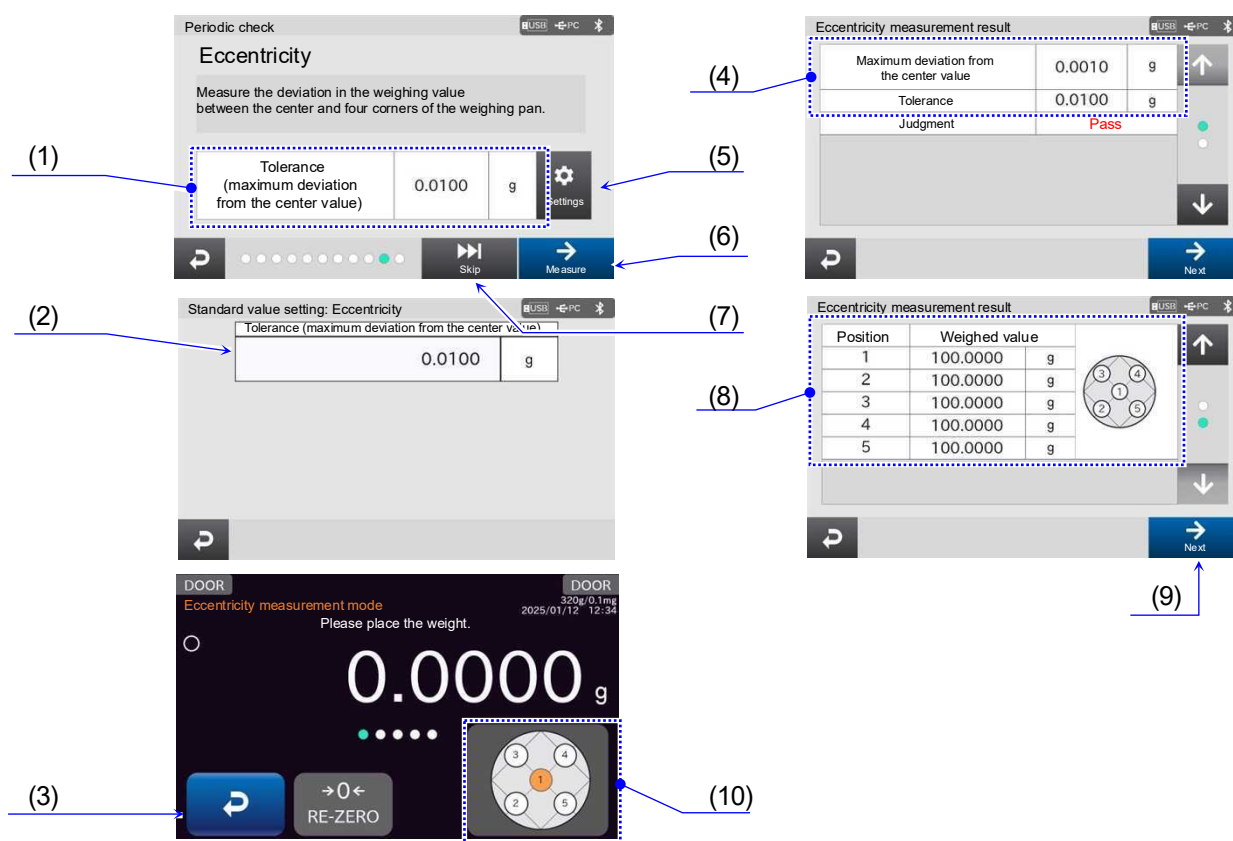 Periodic check
USB PC
Eccentricity
Measure the deviation in the weighing value
between the center and four corners of the weighing pan.
(1)
Tolerance
(maximum deviation
from the center value)
0.0100 g
Settings
(5)
(6)
Skip
Measure
(7)
(2)
Standard value setting: Eccentricity
USB PC
Tolerance (maximum deviation from the center value)
0.0100 g
DOOR
DOOR
Eccentricity measurement mode
320g/0.1mg
2025/01/12 12:34
Please place the weight.
0.0000 g
3 4
1
2 5
(3)
→0←
RE-ZERO
(10)
Eccentricity measurement result
USB PC
(4)
Maximum deviation from
the center value
0.0010 g
Tolerance 0.0100 g
Judgment Pass
Next
Eccentricity measurement result
USB PC
(8)
Position Weighed value
1 100.0000 g
2 100.0000 g
3 100.0000 g
4 100.0000 g
5 100.0000 g
3 4
1
2 5
Next
(9)